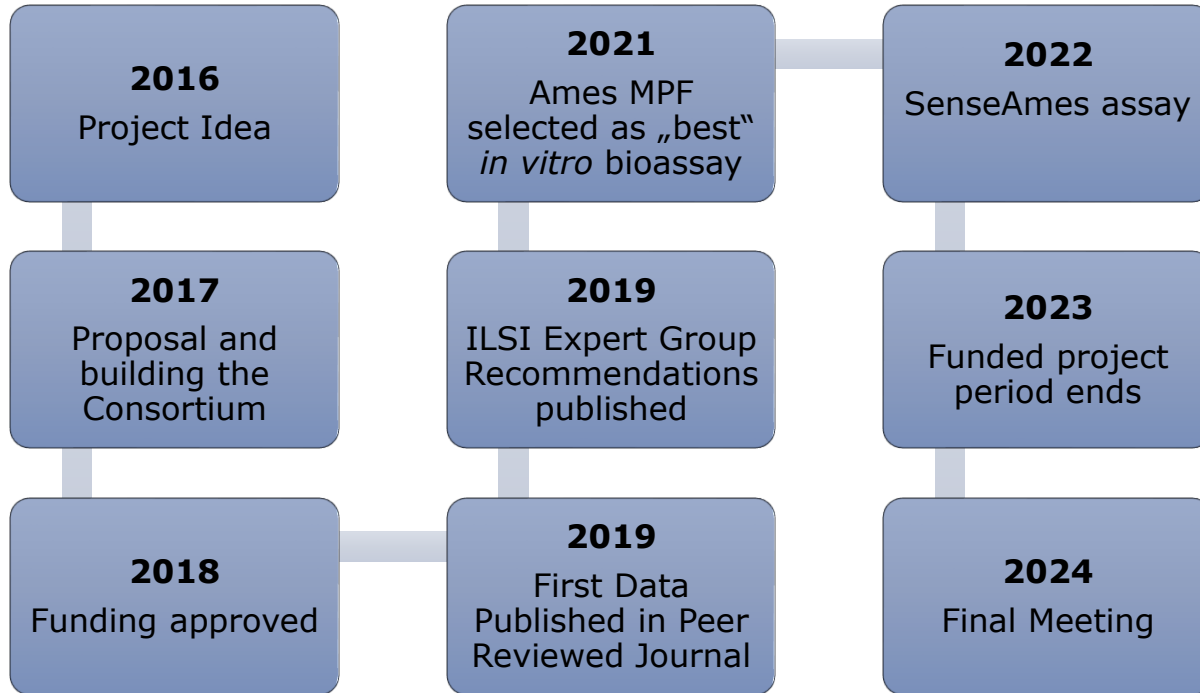 2016
Project Idea
2017
Proposal and
building the
Consortium
2018
Funding approved
2019
First Data
Published in Peer
Reviewed Journal
2019
ILSI Expert Group
Recommendations
published
2021
Ames MPF
selected as „best“
in vitro bioassay
2022
SenseAmes assay
2023
Funded project
period ends
2024
Final Meeting